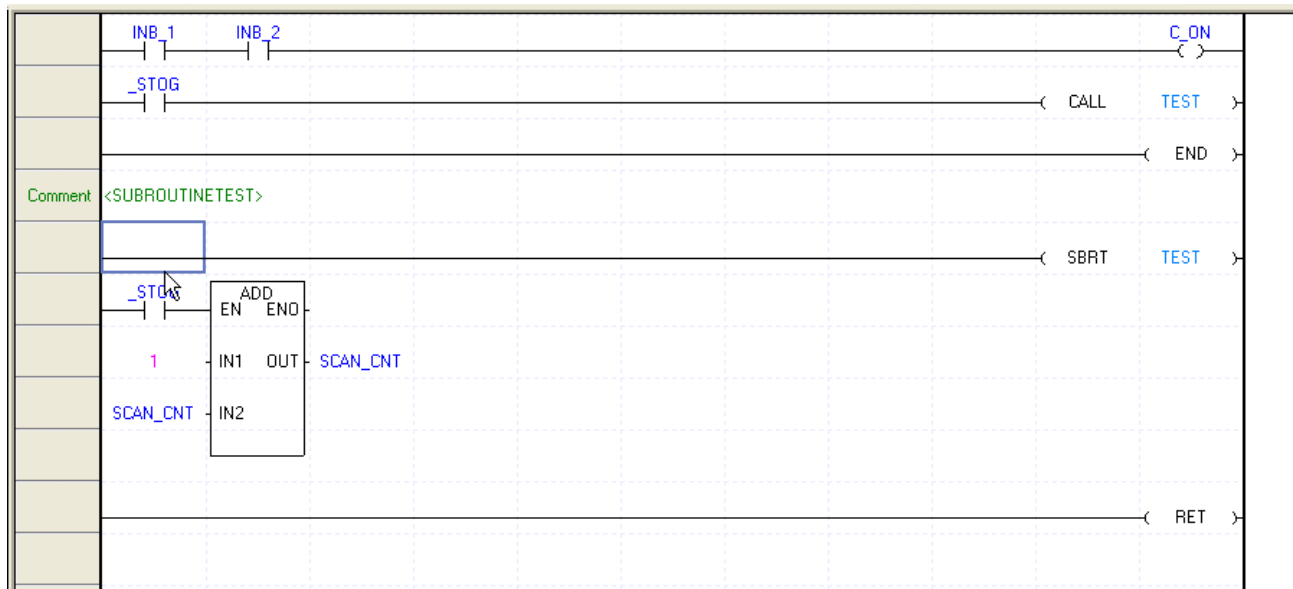 INB_1 INB_2 C_ON
_STOG
CALL TEST
END
Comment <SUBROUTINETEST>
SBRT TEST
ADD
EN ENO
1 IN1 OUT SCAN_CNT
SCAN_CNT IN2
RET